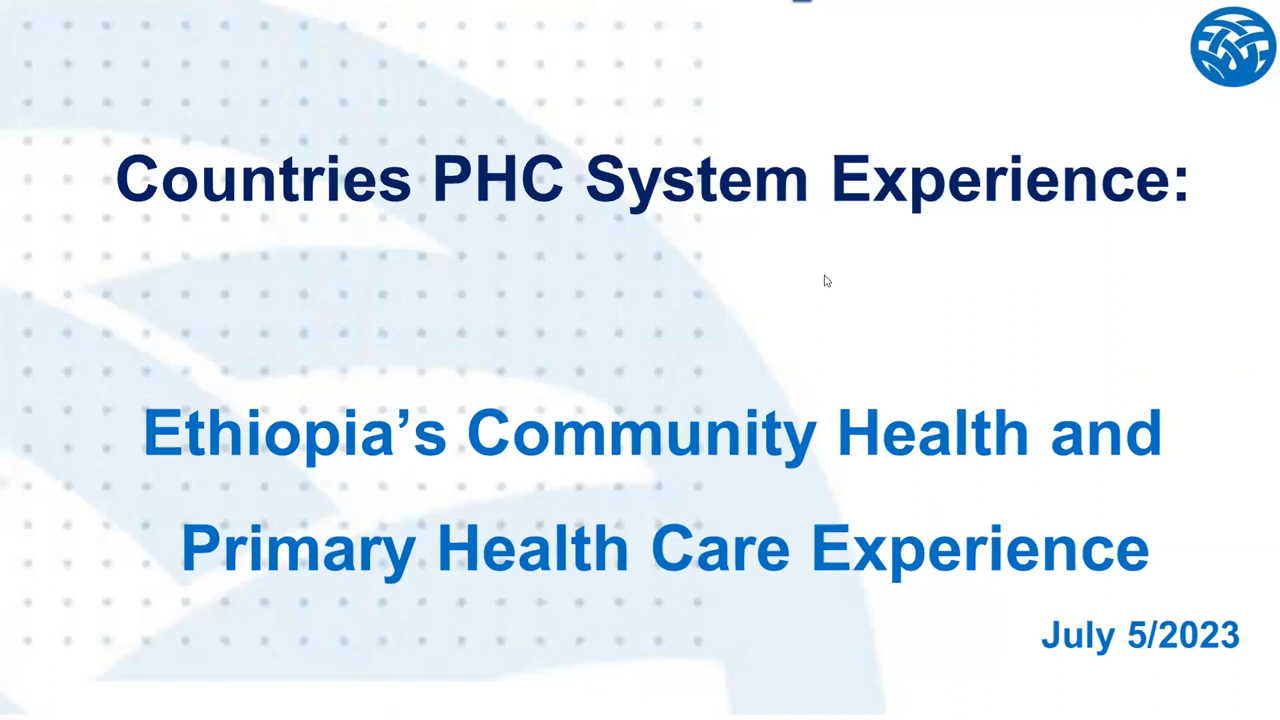 Countries PHC System Experience:
Ethiopia’s Community Health and
Primary Health Care Experience
July 5/2023